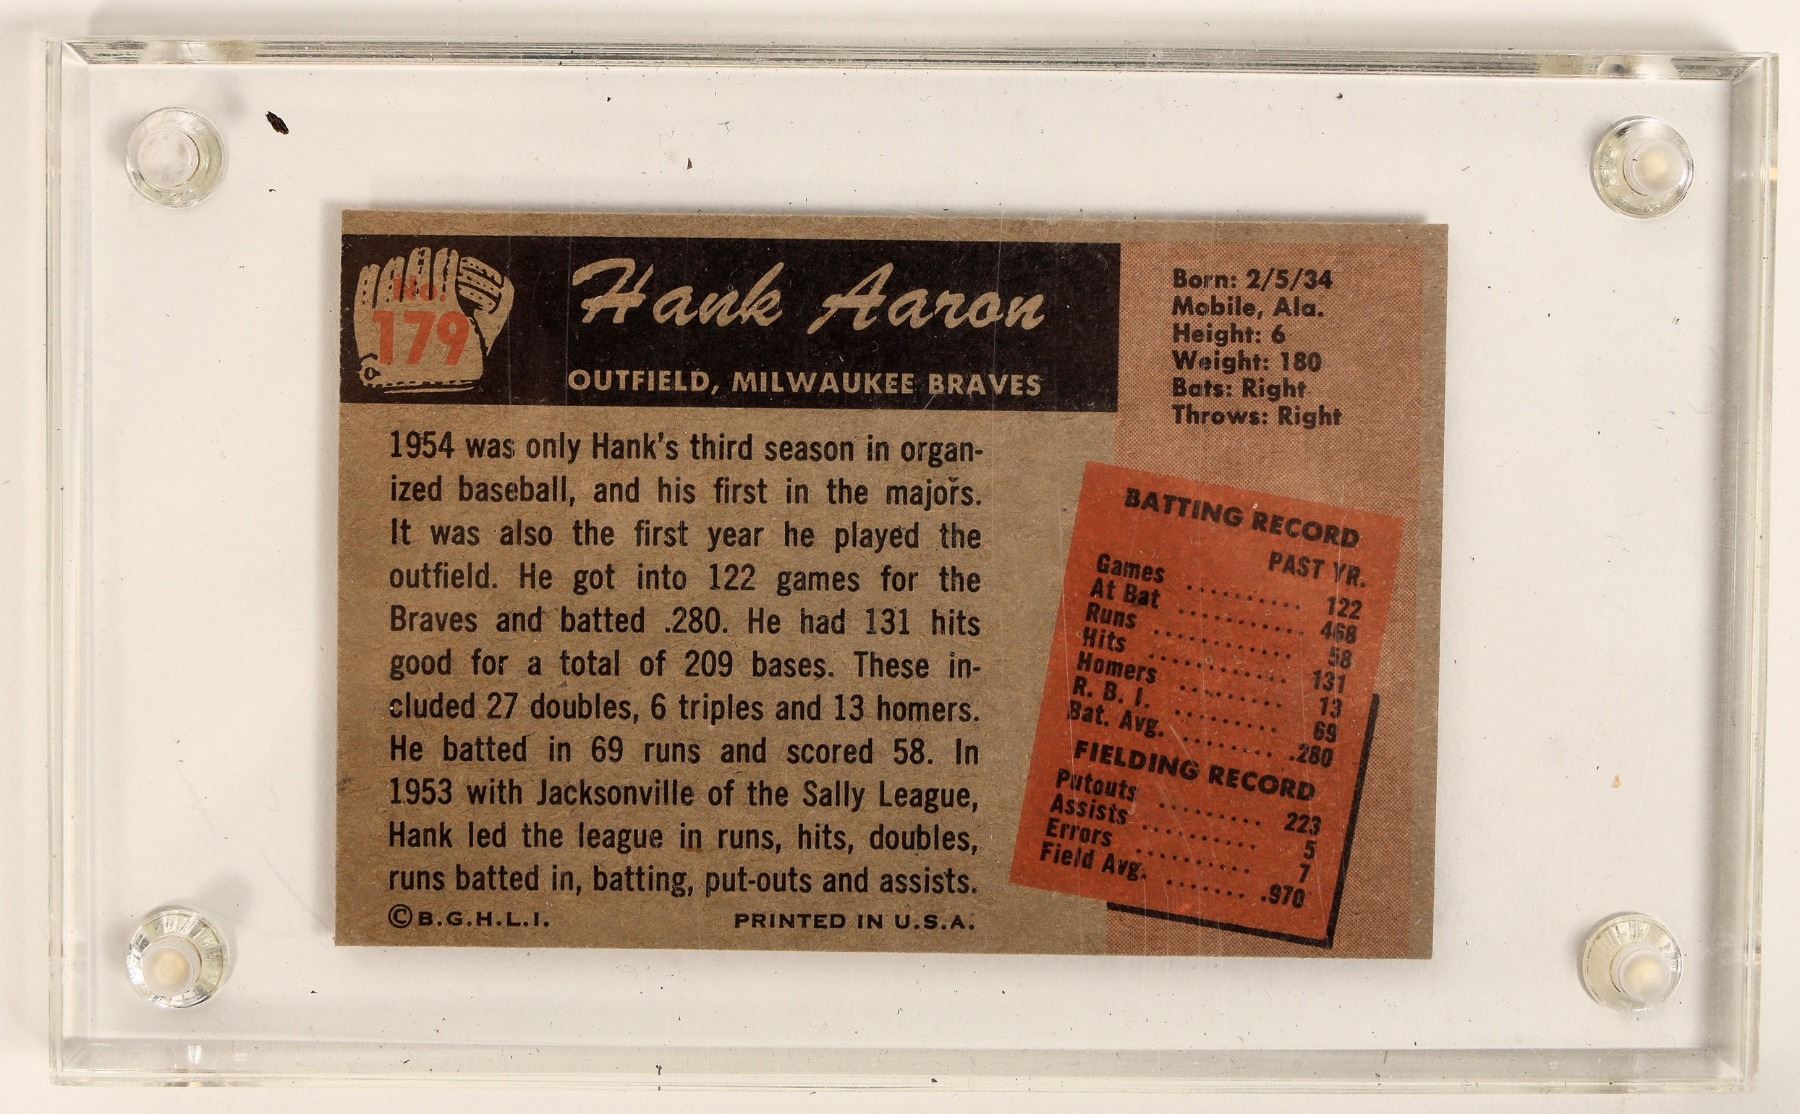 No.
179
Hank Aaron
OUTFIELD, MILWAUKEE BRAVES
Born: 2/5/34
Mobile, Ala.
Height: 6
Weight: 180
Bats: Right
Throws: Right
1954 was only Hank's third season in organ-
ized baseball, and his first in the majors.
It was also the first year he played the
outfield. He got into 122 games for the
Braves and batted .280. He had 131 hits
good for a total of 209 bases. These in-
cluded 27 doubles, 6 triples and 13 homers.
He batted in 69 runs and scored 58. In
1953 with Jacksonville of the Sally League,
Hank led the league in runs, hits, doubles,
runs batted in, batting, put-outs and assists.
©B.G.H.L.I. PRINTED IN U.S.A.
BATTING RECORD
PAST YR.
Games .......... 122
At Bat .......... 468
Runs .......... 58
Hits .......... 131
Homers ........ 13
R. B. I. ........ 69
Bat. Avg. ........ .280
FIELDING RECORD
Putouts ........ 223
Assists ......... 5
Errors ......... 7
Field Avg. ....... .970